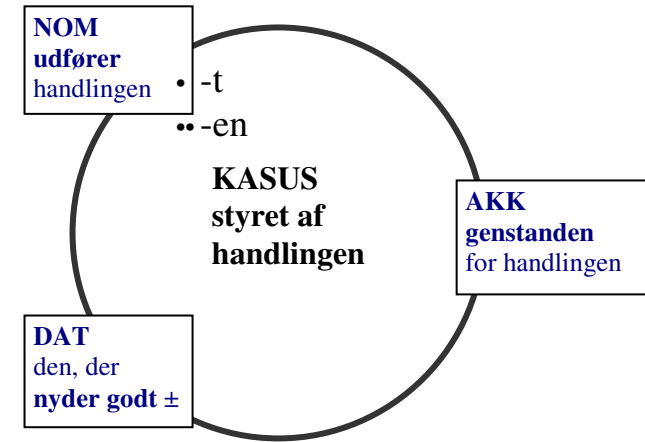 NOM
udfører
handlingen
• -t
•• -en
KASUS
styret af
handlingen
AKK
genstanden
for handlingen
DAT
den, der
nyder godt ±